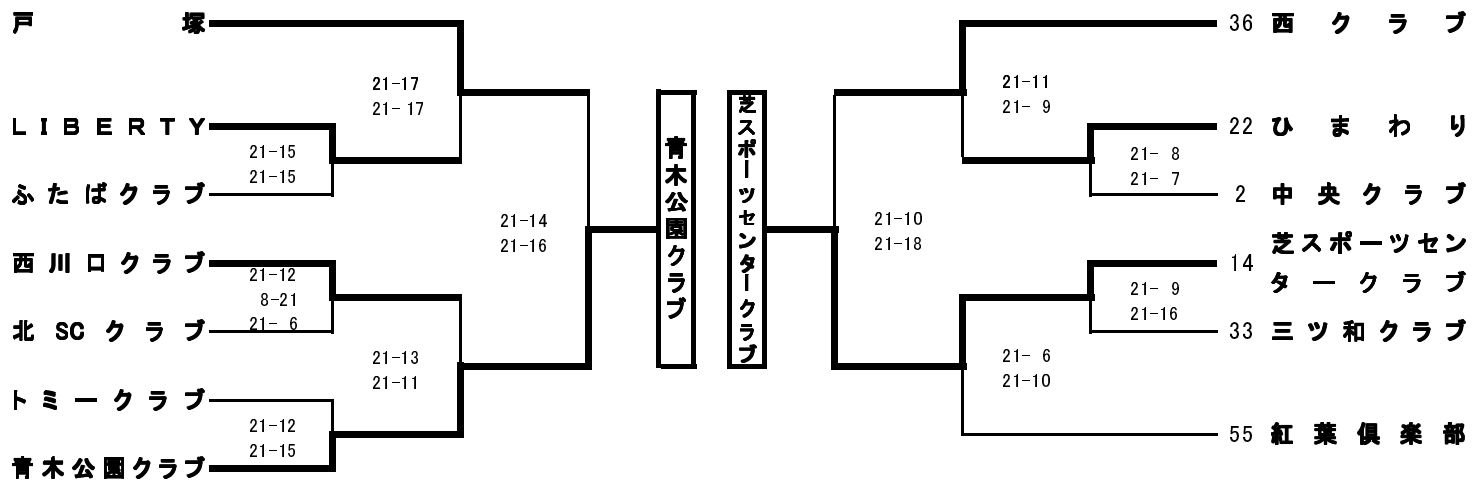 戸塚
LIBERTY
ふたばクラブ
西川口クラブ
北SCクラブ
トミークラブ
青木公園クラブ
21-15
21-15
21-12
8-21
21- 6
21-12
21-15
21-17
21-17
21-13
21-11
21-14
21-16
青木公園クラブ
芝スポーツセンタークラブ
21-10
21-18
21-11
21- 9
21- 6
21-10
21- 8
21- 7
21- 9
21-16
36 西クラブ
22 ひまわり
2 中央クラブ
14 芝スポーツセン
タークラブ
33 三ツ和クラブ
55 紅葉倶楽部